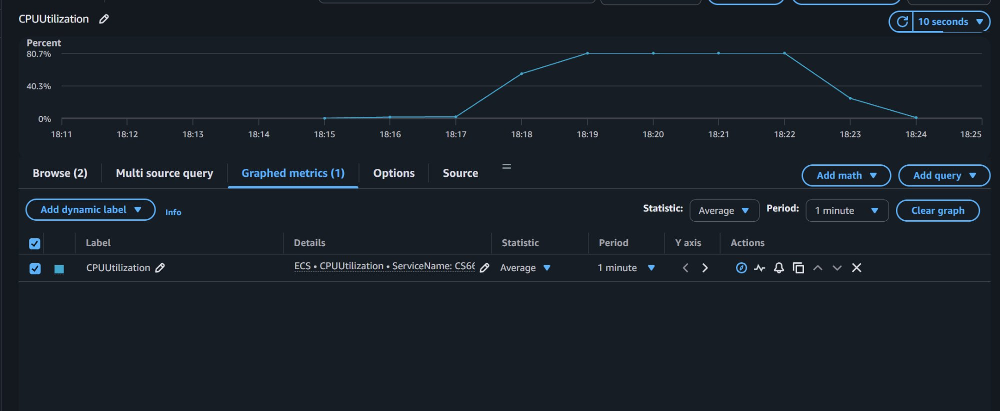 CPUUtilization
10 seconds
Percent
80.7%
40.3%
0%
18:11 18:12 18:13 18:14 18:15 18:16 18:17 18:18 18:19 18:20 18:21 18:22 18:23 18:24 18:25
Browse (2) Multi source query Graphed metrics (1) Options Source
Add math Add query
Add dynamic label Info Statistic: Average Period: 1 minute Clear graph
Label Details Statistic Period Y axis Actions
CPUUtilization ECS • CPUUtilization • ServiceName: CS66 Average 1 minute